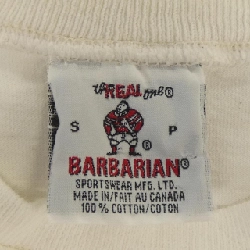 the REAL one®
S P
®
BARBARIAN®
SPORTSWEAR MFG. LTD.
MADE IN/FAIT AU CANADA
100 % COTTON/COTON